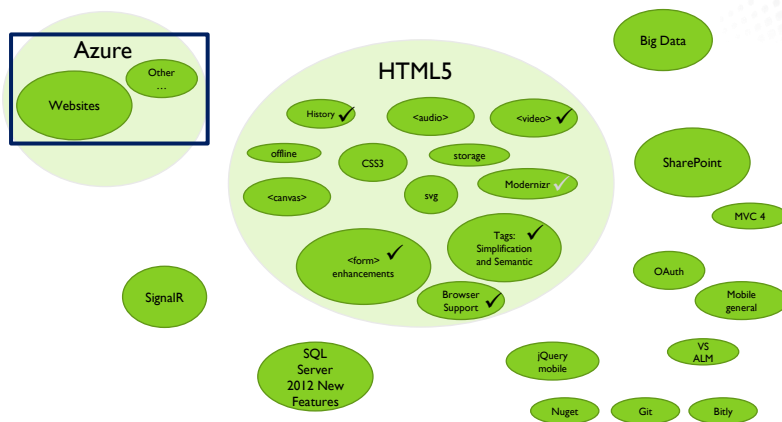 Azure
Websites
Other
…
HTML5
History
<audio>
<video>
offline
CSS3
storage
<canvas>
svg
Modernizr
<form>
enhancements
Tags:
Simplification
and Semantic
Browser
Support
Big Data
SharePoint
MVC 4
OAuth
Mobile
general
VS
ALM
SignalR
SQL
Server
2012 New
Features
jQuery
mobile
Nuget
Git
Bitly